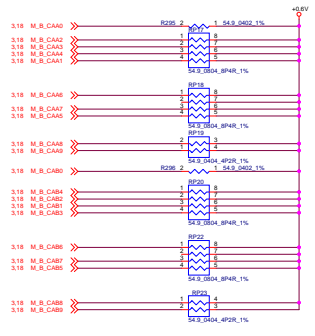 +0.6V
3,18 M_B_CAA0 R295 2 1 54.9_0402_1%
RP17
3,18 M_B_CAA2 1 8
3,18 M_B_CAA3 2 7
3,18 M_B_CAA4 3 6
3,18 M_B_CAA1 4 5
54.9_0804_8P4R_1%
RP18
3,18 M_B_CAA6 1 8
2 7
3,18 M_B_CAA7 3 6
3,18 M_B_CAA5 4 5
54.9_0804_8P4R_1%
RP19
3,18 M_B_CAA8 2 3
3,18 M_B_CAA9 1 4
54.9_0404_4P2R_1%
3,18 M_B_CAB0 R296 2 1 54.9_0402_1%
RP20
3,18 M_B_CAB4 1 8
3,18 M_B_CAB2 2 7
3,18 M_B_CAB1 3 6
3,18 M_B_CAB3 4 5
54.9_0804_8P4R_1%
RP22
3,18 M_B_CAB6 1 8
2 7
3,18 M_B_CAB7 3 6
3,18 M_B_CAB5 4 5
54.9_0804_8P4R_1%
RP23
3,18 M_B_CAB8 1 4
3,18 M_B_CAB9 2 3
54.9_0404_4P2R_1%